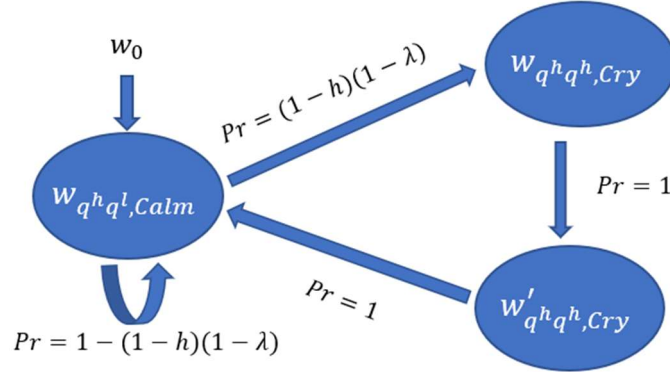 w₀
Pr = (1 − h)(1 − λ)
w_{q^h q^h,Cry}
w_{q^h q^l,Calm}
Pr = 1
Pr = 1
w′_{q^h q^h,Cry}
Pr = 1 − (1 − h)(1 − λ)